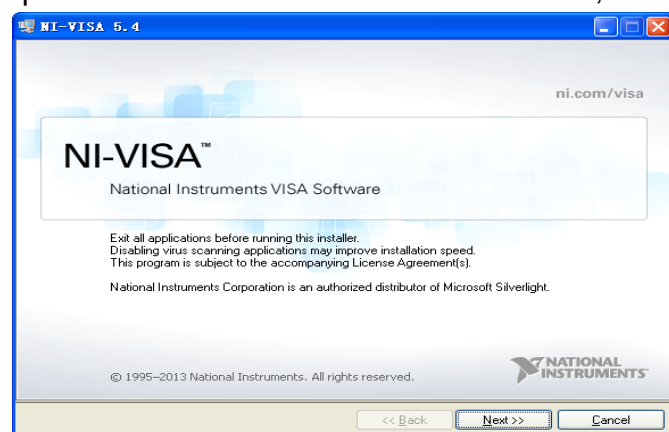 NI-VISA 5.4
ni.com/visa
NI-VISA™
National Instruments VISA Software
Exit all applications before running this installer.
Disabling virus scanning applications may improve installation speed.
This program is subject to the accompanying License Agreement(s).
National Instruments Corporation is an authorized distributor of Microsoft Silverlight.
© 1995–2013 National Instruments. All rights reserved.
NATIONAL
INSTRUMENTS™
<< Back
Next >>
Cancel